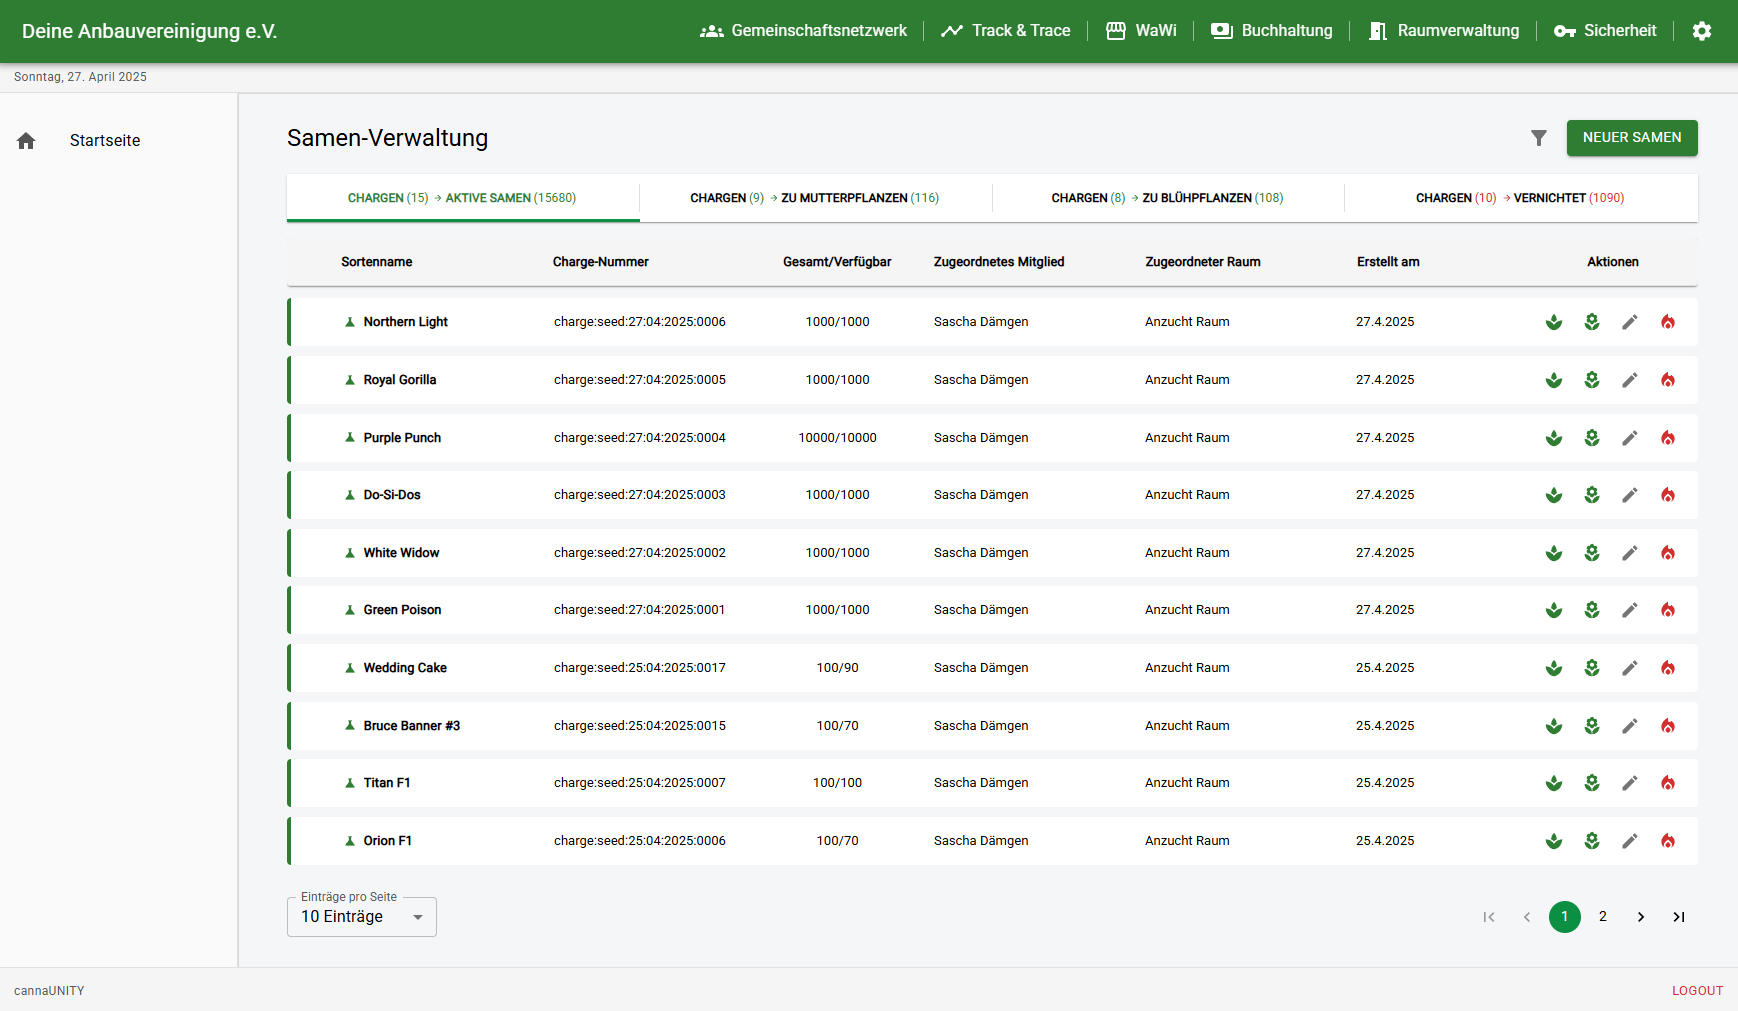 Deine Anbauvereinigung e.V. Gemeinschaftsnetzwerk Track & Trace WaWi Buchhaltung Raumverwaltung Sicherheit
Sonntag, 27. April 2025
Startseite
Samen-Verwaltung NEUER SAMEN
CHARGEN (15) → AKTIVE SAMEN (15680) CHARGEN (9) → ZU MUTTERPFLANZEN (116) CHARGEN (8) → ZU BLÜHPFLANZEN (108) CHARGEN (10) → VERNICHTET (1090)
Sortenname Charge-Nummer Gesamt/Verfügbar Zugeordnetes Mitglied Zugeordneter Raum Erstellt am Aktionen
Northern Light charge:seed:27:04:2025:0006 1000/1000 Sascha Dämgen Anzucht Raum 27.4.2025
Royal Gorilla charge:seed:27:04:2025:0005 1000/1000 Sascha Dämgen Anzucht Raum 27.4.2025
Purple Punch charge:seed:27:04:2025:0004 10000/10000 Sascha Dämgen Anzucht Raum 27.4.2025
Do-Si-Dos charge:seed:27:04:2025:0003 1000/1000 Sascha Dämgen Anzucht Raum 27.4.2025
White Widow charge:seed:27:04:2025:0002 1000/1000 Sascha Dämgen Anzucht Raum 27.4.2025
Green Poison charge:seed:27:04:2025:0001 1000/1000 Sascha Dämgen Anzucht Raum 27.4.2025
Wedding Cake charge:seed:25:04:2025:0017 100/90 Sascha Dämgen Anzucht Raum 25.4.2025
Bruce Banner #3 charge:seed:25:04:2025:0015 100/70 Sascha Dämgen Anzucht Raum 25.4.2025
Titan F1 charge:seed:25:04:2025:0007 100/100 Sascha Dämgen Anzucht Raum 25.4.2025
Orion F1 charge:seed:25:04:2025:0006 100/70 Sascha Dämgen Anzucht Raum 25.4.2025
Einträge pro Seite
10 Einträge 1 2
cannaUNITY LOGOUT